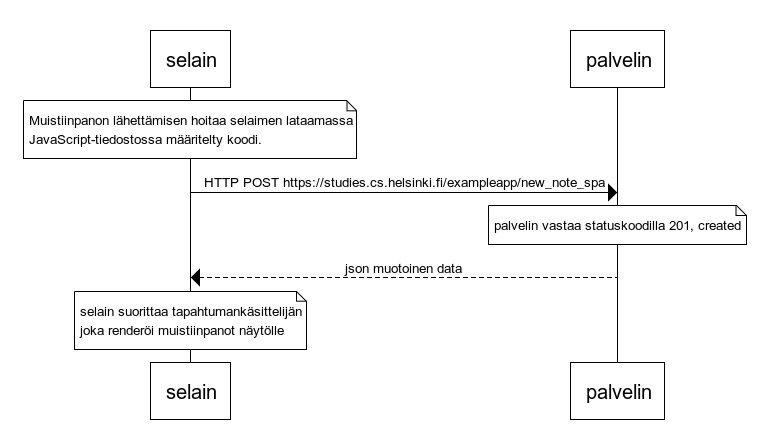 selain
palvelin
Muistiinpanon lähettämisen hoitaa selaimen lataamassa
JavaScript-tiedostossa määritelty koodi.
HTTP POST https://studies.cs.helsinki.fi/exampleapp/new_note_spa
palvelin vastaa statuskoodilla 201, created
json muotoinen data
selain suorittaa tapahtumankäsittelijän
joka renderöi muistiinpanot näytölle
selain
palvelin